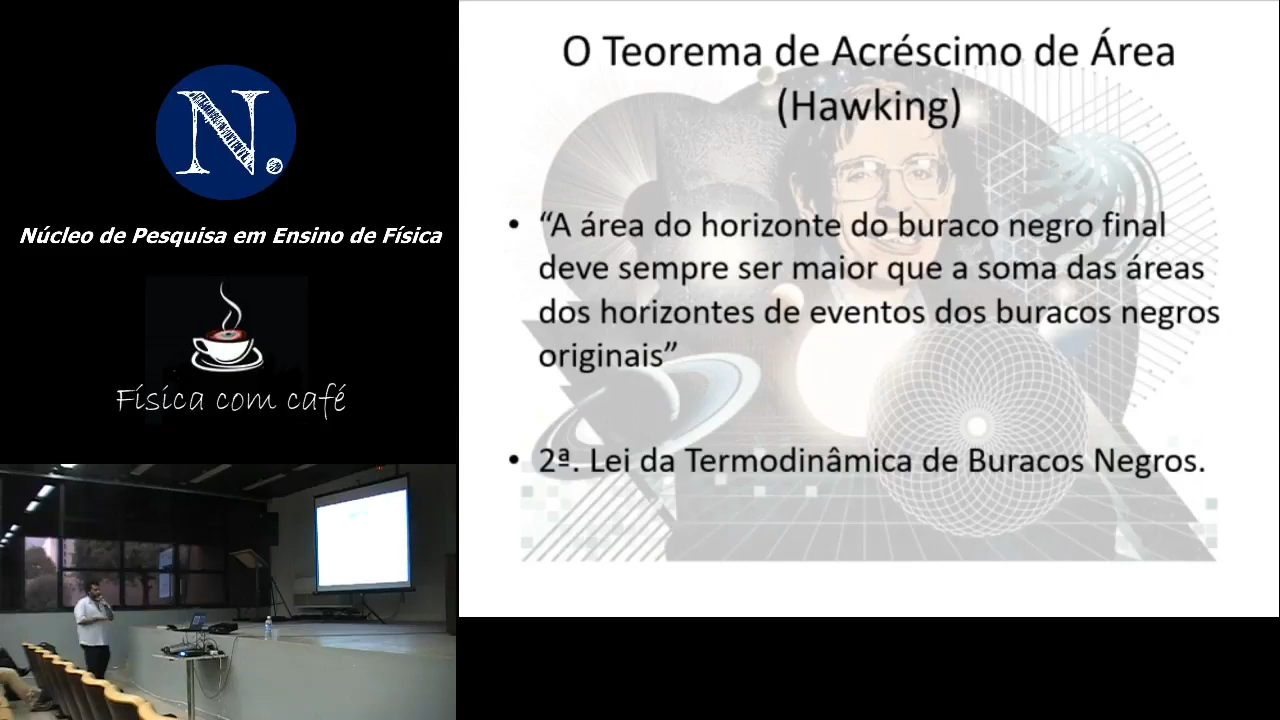 N.
Núcleo de Pesquisa em Ensino de Física
Física com café
O Teorema de Acréscimo de Área
(Hawking)
• “A área do horizonte do buraco negro final
deve sempre ser maior que a soma das áreas
dos horizontes de eventos dos buracos negros
originais”
• 2ª. Lei da Termodinâmica de Buracos Negros.